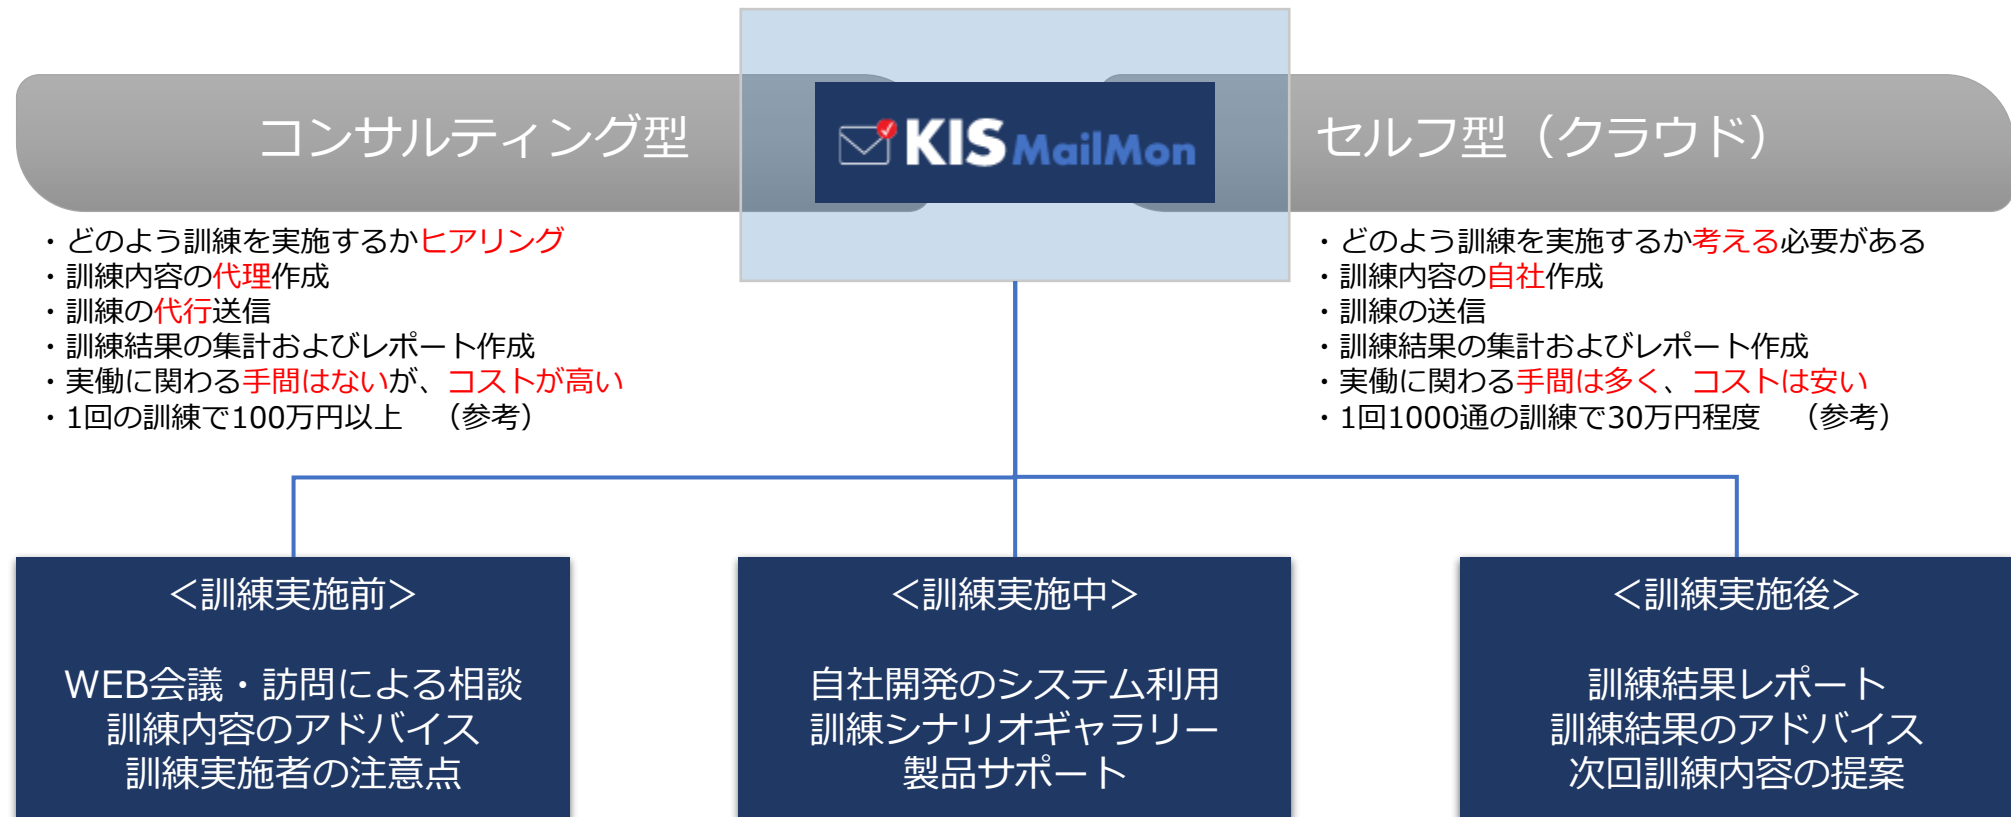 コンサルティング型
KIS MailMon
セルフ型（クラウド）
・どのよう訓練を実施するかヒアリング
・訓練内容の代理作成
・訓練の代行送信
・訓練結果の集計およびレポート作成
・実働に関わる手間はないが、コストが高い
・1回の訓練で100万円以上　（参考）
・どのよう訓練を実施するか考える必要がある
・訓練内容の自社作成
・訓練の送信
・訓練結果の集計およびレポート作成
・実働に関わる手間は多く、コストは安い
・1回1000通の訓練で30万円程度　（参考）
＜訓練実施前＞
WEB会議・訪問による相談
訓練内容のアドバイス
訓練実施者の注意点
＜訓練実施中＞
自社開発のシステム利用
訓練シナリオギャラリー
製品サポート
＜訓練実施後＞
訓練結果レポート
訓練結果のアドバイス
次回訓練内容の提案